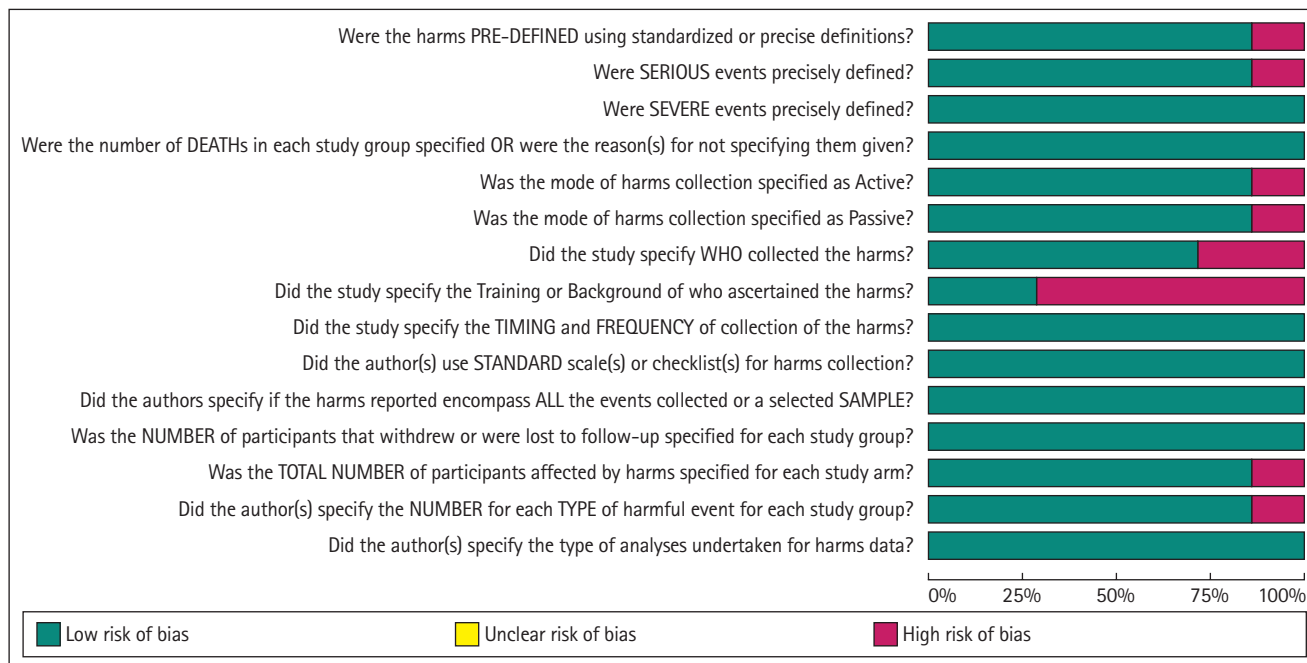 Were the harms PRE-DEFINED using standardized or precise definitions?
Were SERIOUS events precisely defined?
Were SEVERE events precisely defined?
Were the number of DEATHs in each study group specified OR were the reason(s) for not specifying them given?
Was the mode of harms collection specified as Active?
Was the mode of harms collection specified as Passive?
Did the study specify WHO collected the harms?
Did the study specify the Training or Background of who ascertained the harms?
Did the study specify the TIMING and FREQUENCY of collection of the harms?
Did the author(s) use STANDARD scale(s) or checklist(s) for harms collection?
Did the authors specify if the harms reported encompass ALL the events collected or a selected SAMPLE?
Was the NUMBER of participants that withdrew or were lost to follow-up specified for each study group?
Was the TOTAL NUMBER of participants affected by harms specified for each study arm?
Did the author(s) specify the NUMBER for each TYPE of harmful event for each study group?
Did the author(s) specify the type of analyses undertaken for harms data?
0% 25% 50% 75% 100%
Low risk of bias Unclear risk of bias High risk of bias